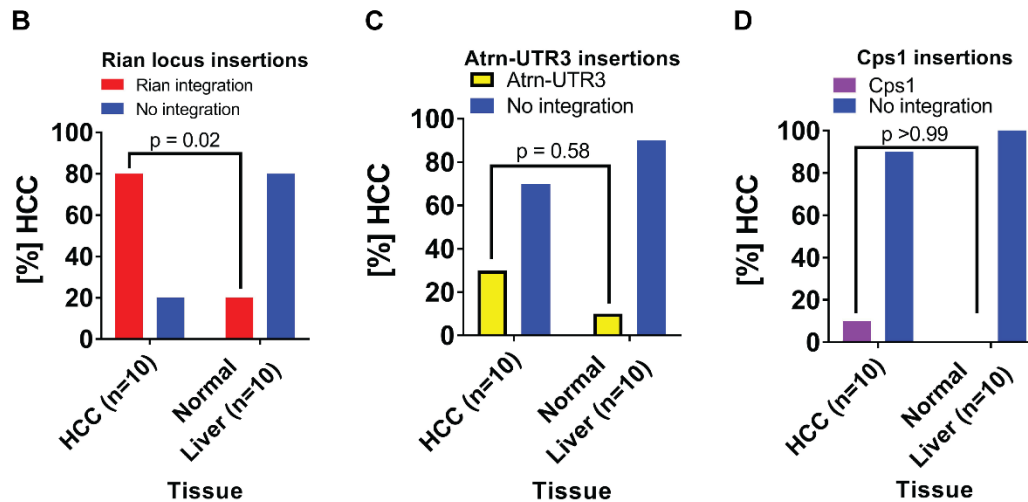 B
Rian locus insertions
Rian integration
No integration
[%] HCC
100
80
60
40
20
0
p = 0.02
HCC (n=10)
Normal
Liver (n=10)
Tissue
C
Atrn-UTR3 insertions
Atrn-UTR3
No integration
[%] HCC
100
80
60
40
20
0
p = 0.58
HCC (n=10)
Normal
Liver (n=10)
Tissue
D
Cps1 insertions
Cps1
No integration
[%] HCC
100
80
60
40
20
0
p >0.99
HCC (n=10)
Normal
Liver (n=10)
Tissue